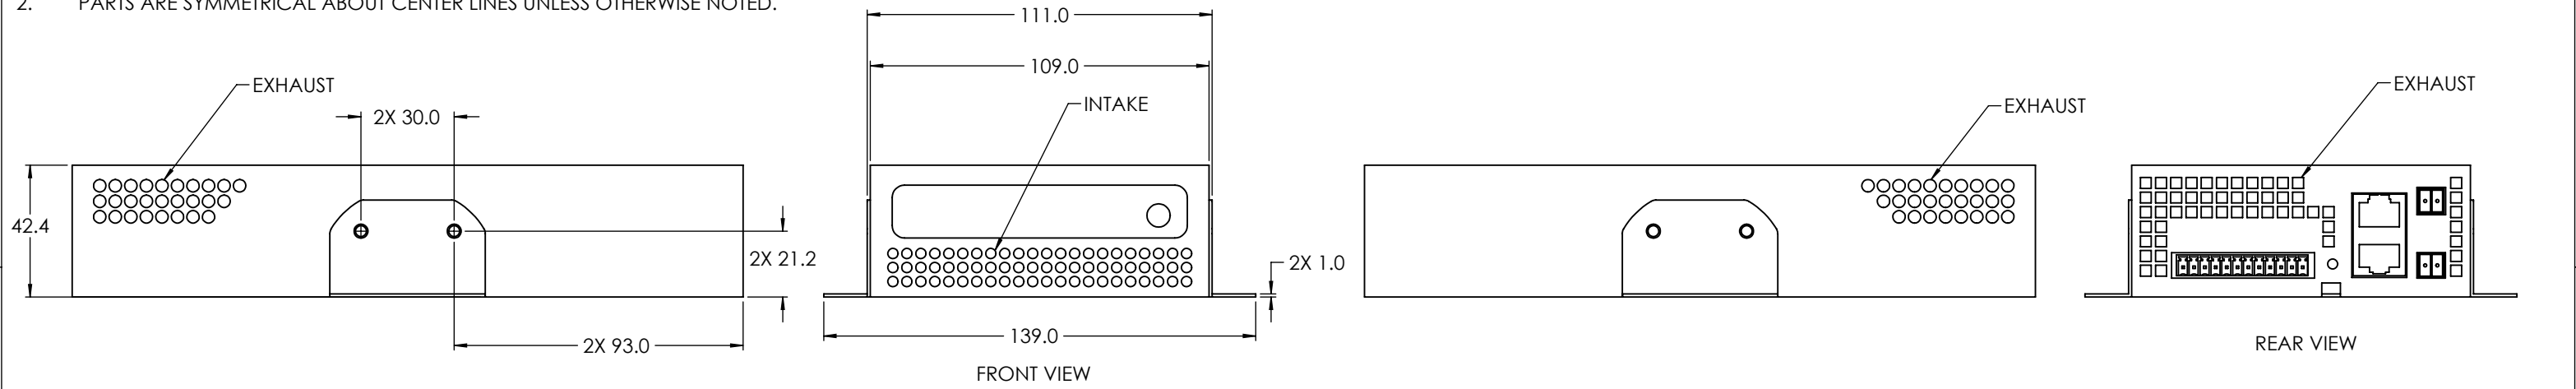 2. PARTS ARE SYMMETRICAL ABOUT CENTER LINES UNLESS OTHERWISE NOTED.
EXHAUST
2X 30.0
42.4
2X 21.2
2X 93.0
111.0
109.0
INTAKE
2X 1.0
139.0
FRONT VIEW
EXHAUST
EXHAUST
REAR VIEW